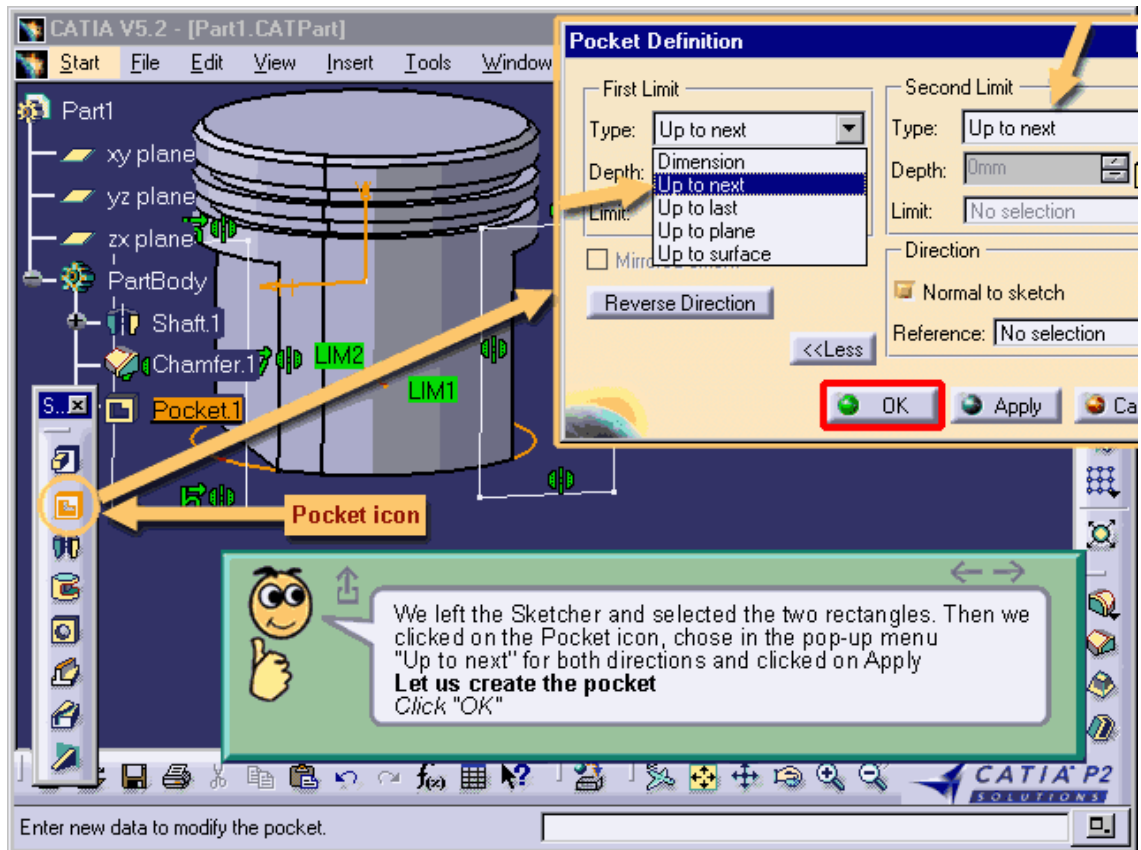 CATIA V5.2 - [Part1.CATPart]
Start File Edit View Insert Tools Window
Part1
xy plane
yz plane
zx plane
PartBody
Shaft.1
Chamfer.1
Pocket.1
LIM2
LIM1
S...
Pocket icon
Pocket Definition
First Limit
Type: Up to next
Depth:
Limit:
Dimension
Up to next
Up to last
Up to plane
Up to surface
Reverse Direction
<<Less
Second Limit
Type: Up to next
Depth: 0mm
Limit: No selection
Direction
Normal to sketch
Reference: No selection
OK Apply
We left the Sketcher and selected the two rectangles. Then we
clicked on the Pocket icon, chose in the pop-up menu
"Up to next" for both directions and clicked on Apply
Let us create the pocket
Click "OK"
f(x)
CATIA P2
SOLUTIONS
Enter new data to modify the pocket.